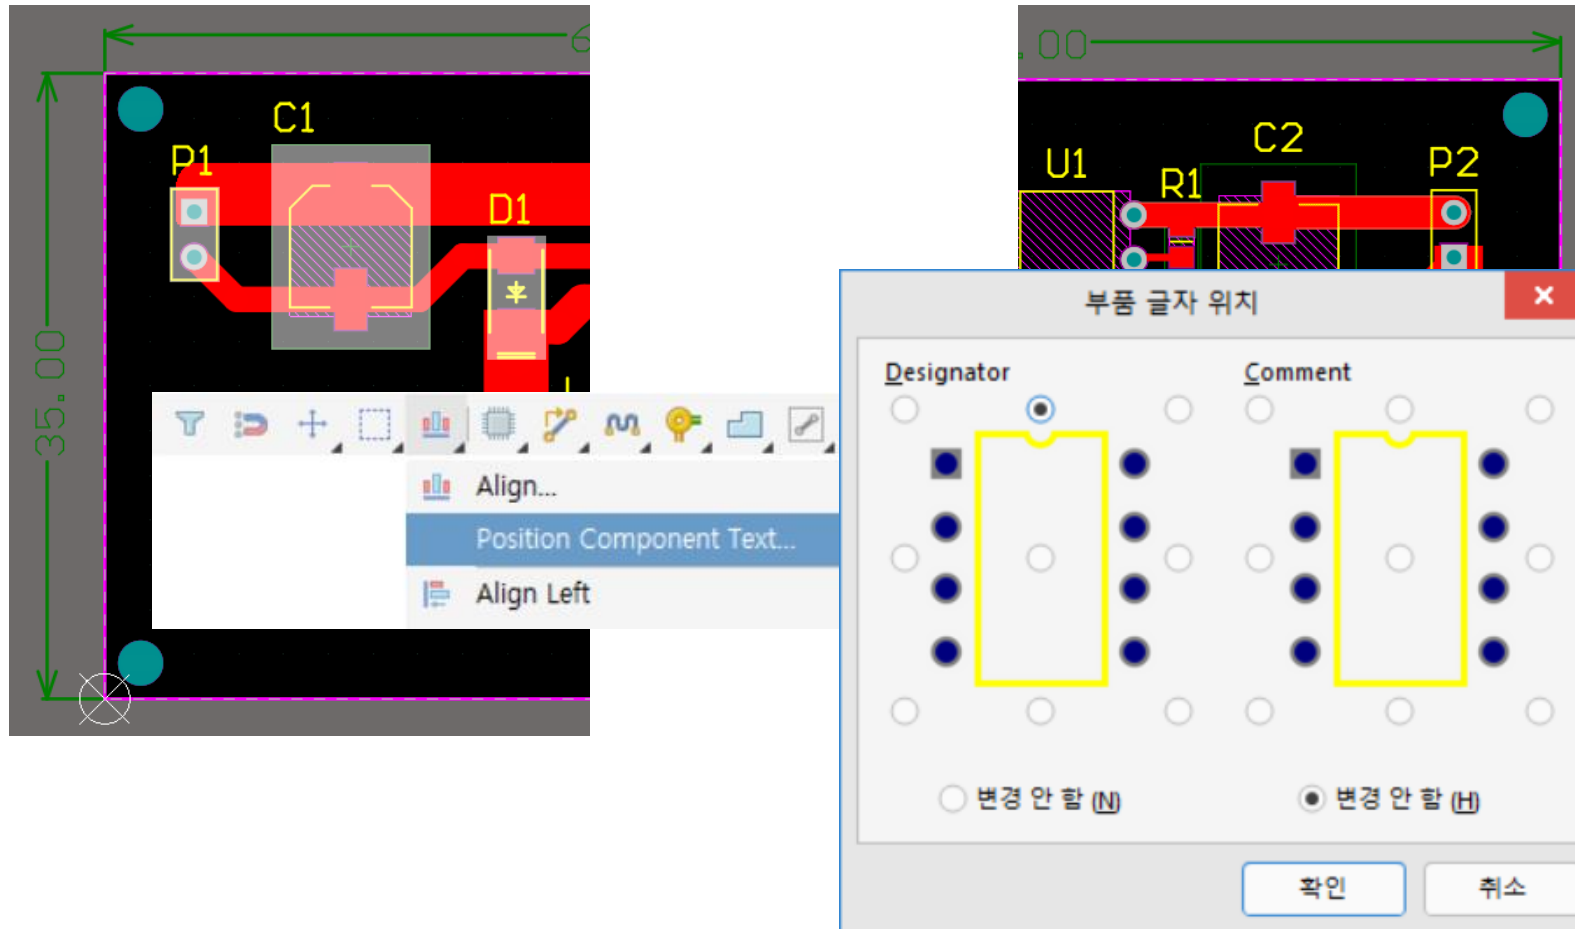 C1
P1
D1
35.00
.00
C2
U1
R1
P2
Align...
Position Component Text...
Align Left
부품 글자 위치
Designator
Comment
변경 안 함 (N)
변경 안 함 (H)
확인
취소